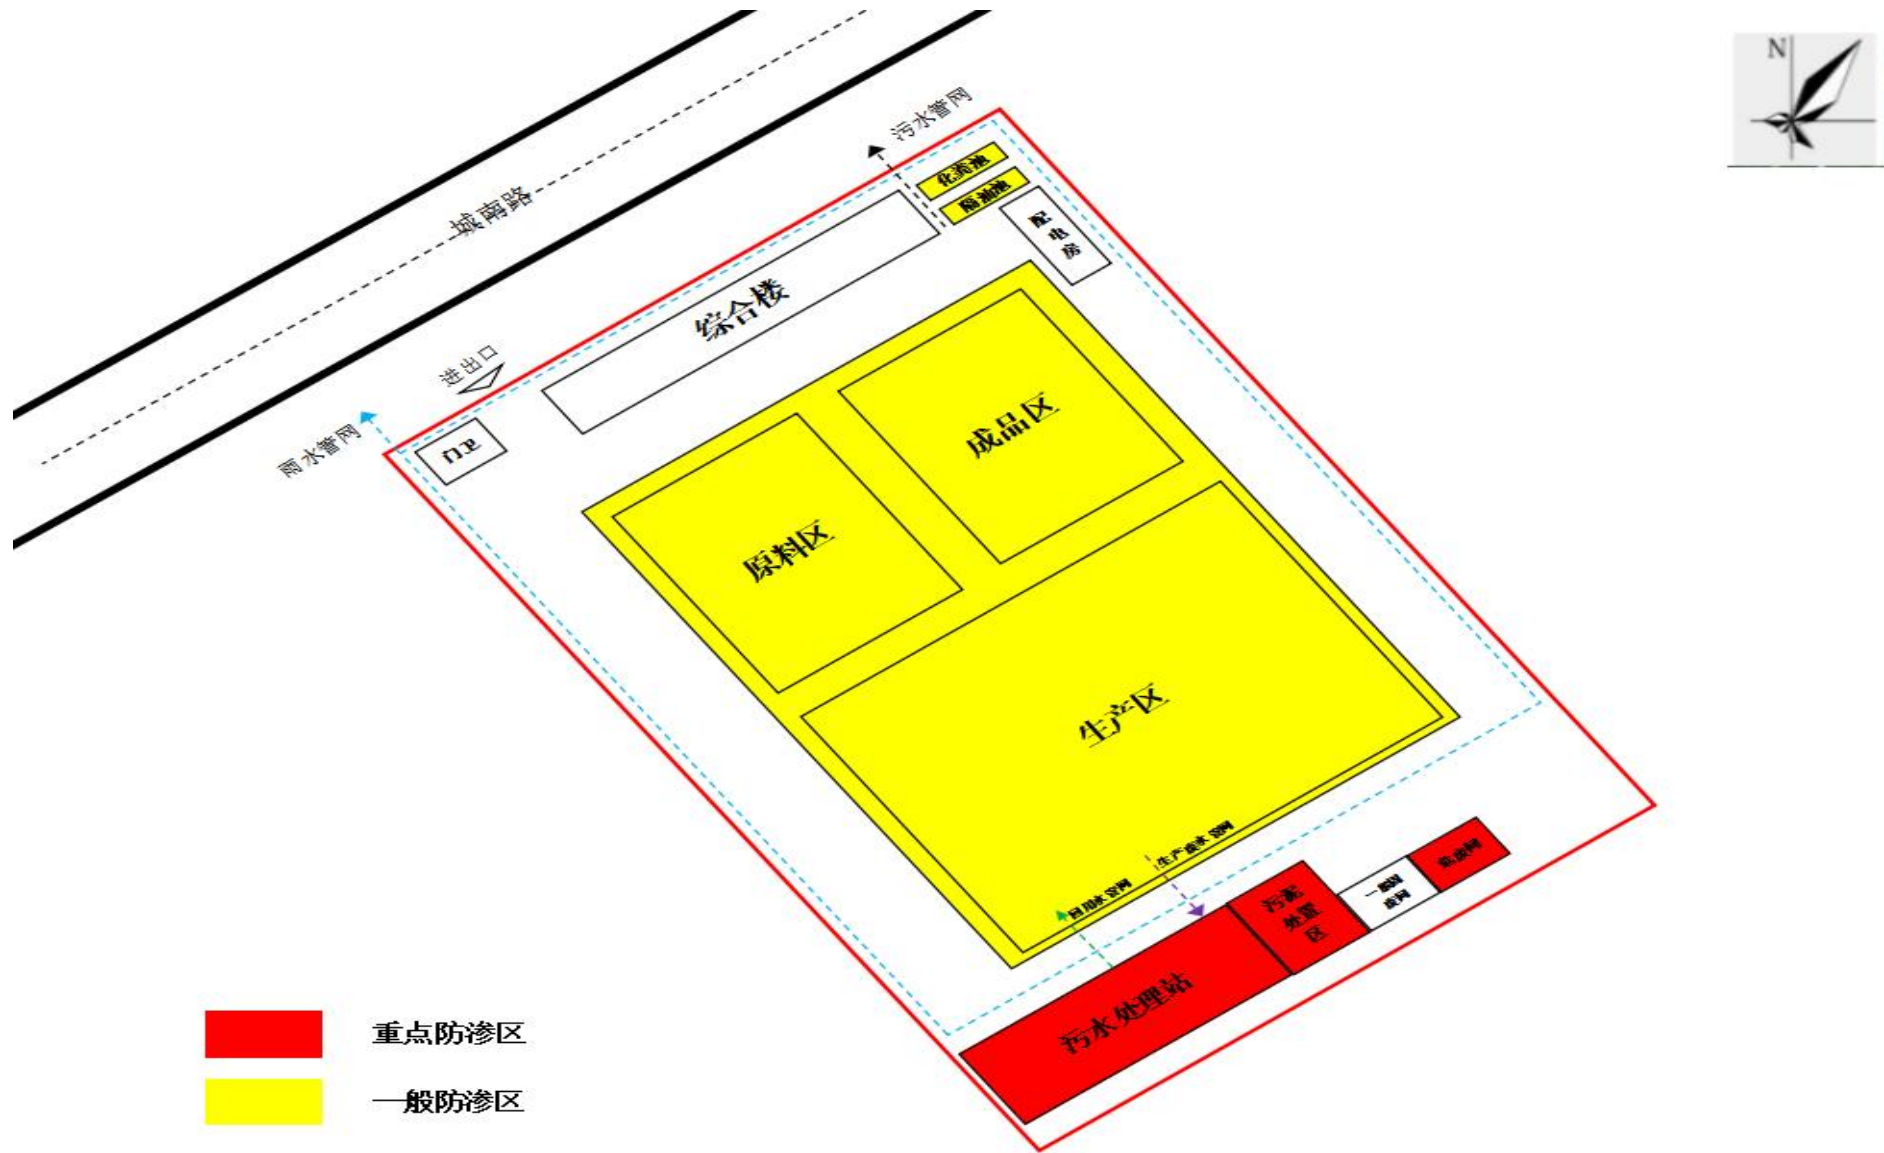 N
污水管网
化粪池
隔油池
配电房
城南路
综合楼
进出口
雨水管网
门卫
成品区
原料区
生产区
生产废水管网
回用水管网
污泥处置区
一般固废间
危废间
污水处理站
重点防渗区
一般防渗区